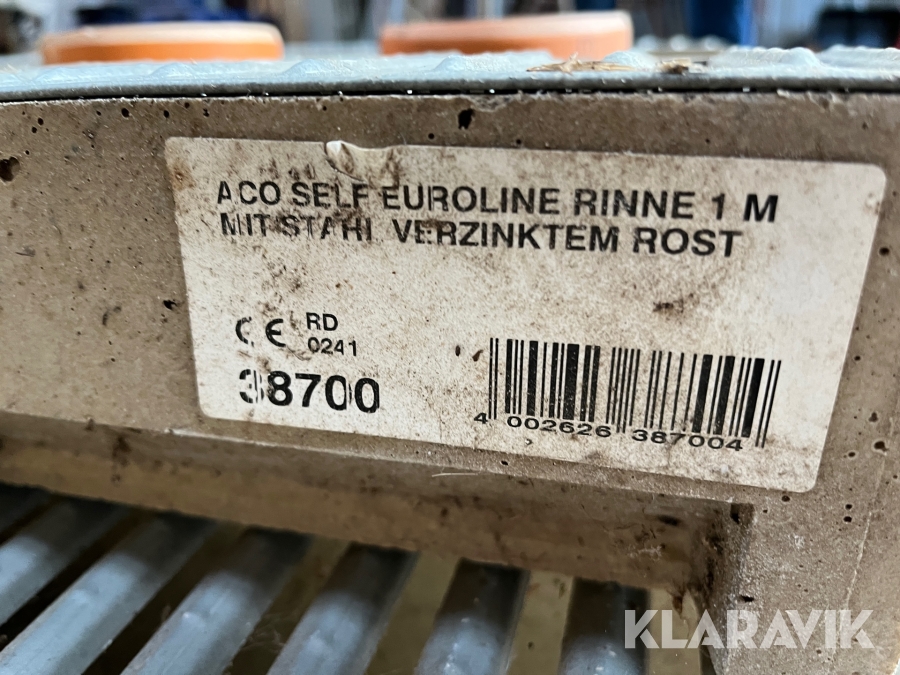 ACO SELF EUROLINE RINNE 1 M
MIT STAHL VERZINKTEM ROST
CE RD
0241
38700
4 002626 387004
KLARAVIK